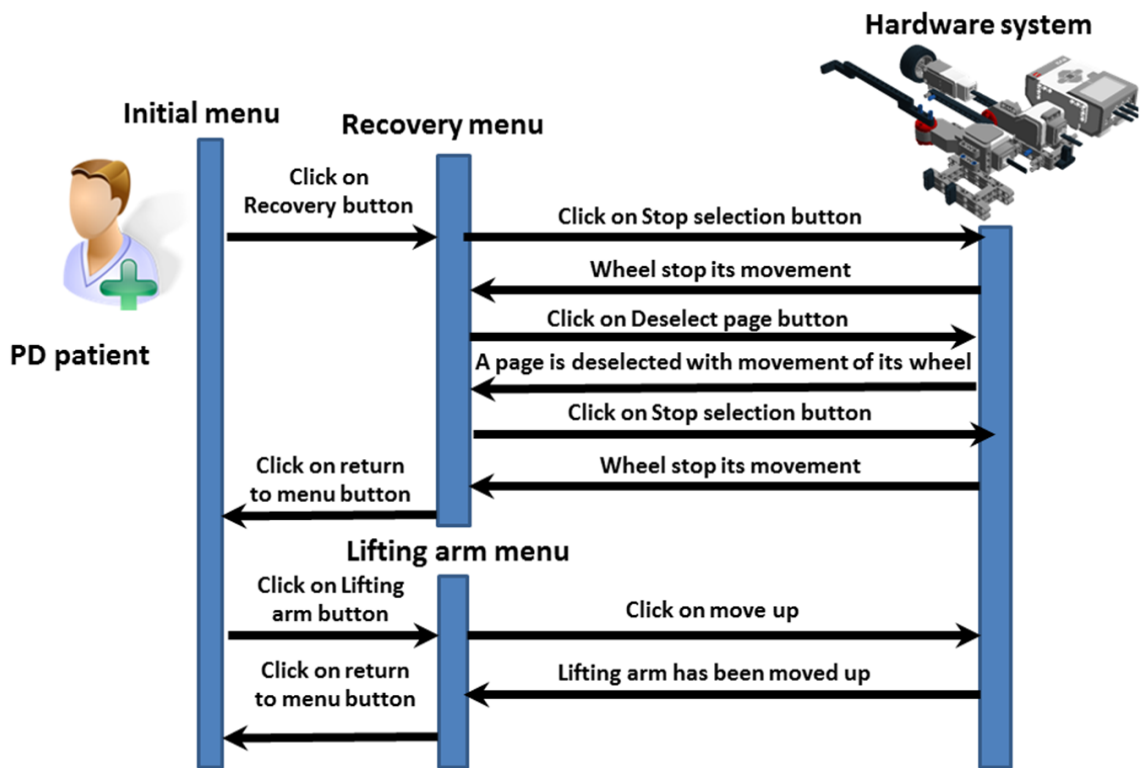 Hardware system
Initial menu
Recovery menu
Click on
Recovery button
Click on Stop selection button
Wheel stop its movement
Click on Deselect page button
PD patient
A page is deselected with movement of its wheel
Click on Stop selection button
Click on return
to menu button
Wheel stop its movement
Lifting arm menu
Click on Lifting
arm button
Click on move up
Click on return
to menu button
Lifting arm has been moved up